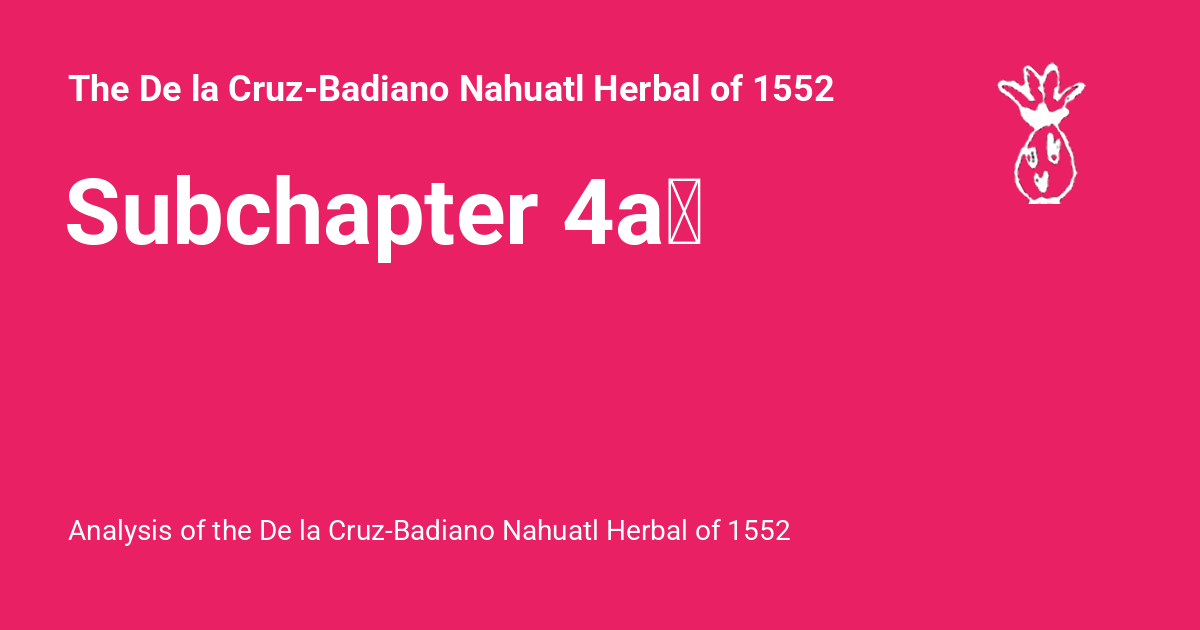 The De la Cruz-Badiano Nahuatl Herbal of 1552
Subchapter 4a
Analysis of the De la Cruz-Badiano Nahuatl Herbal of 1552